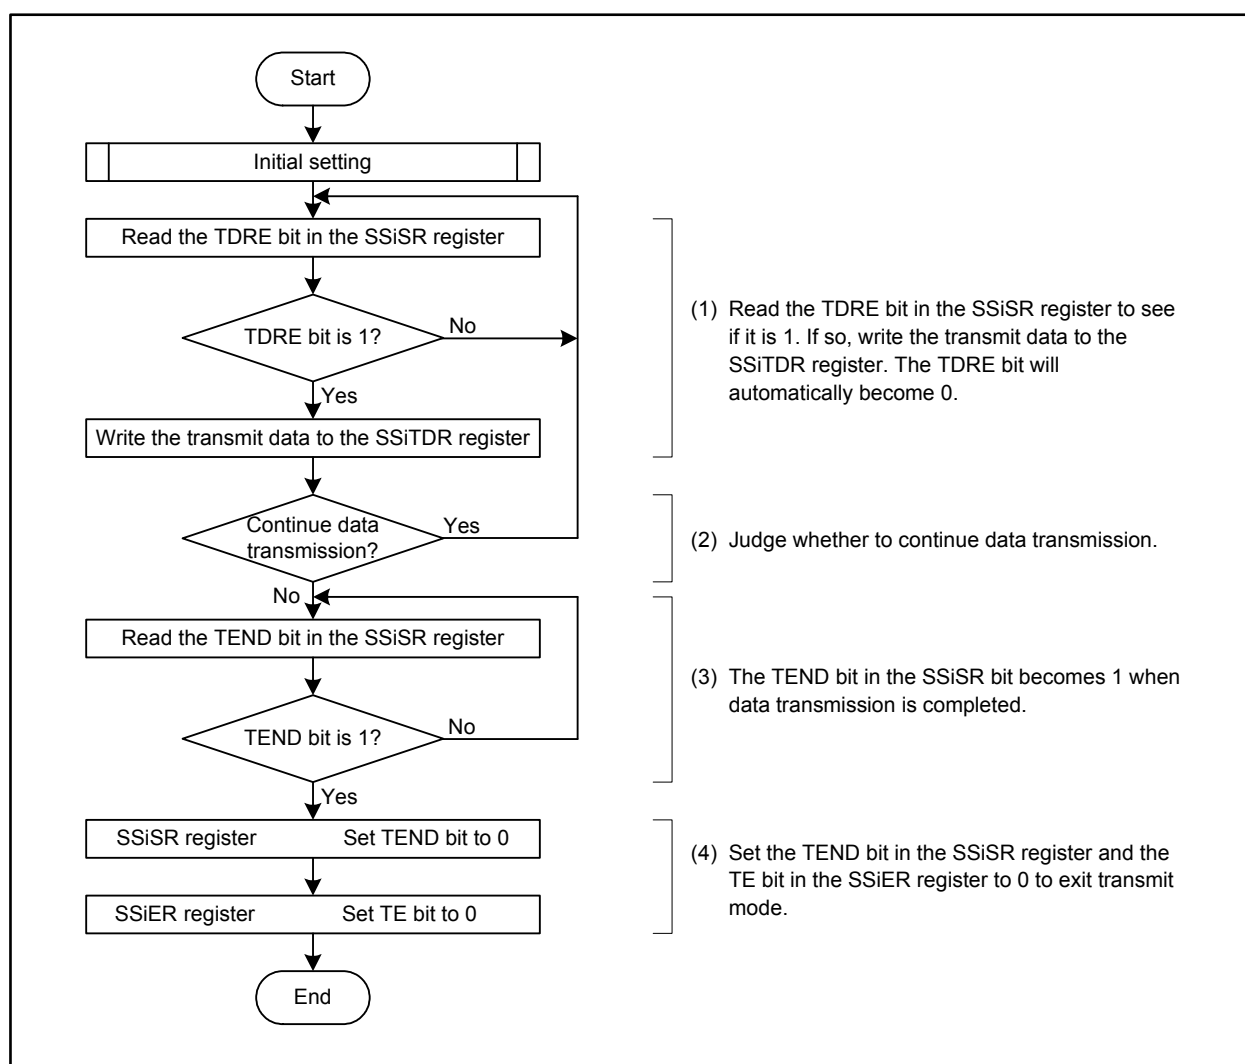 Start
Initial setting
Read the TDRE bit in the SSiSR register
TDRE bit is 1?
No
Yes
Write the transmit data to the SSiTDR register
Continue data
transmission?
Yes
No
Read the TEND bit in the SSiSR register
TEND bit is 1?
No
Yes
SSiSR register Set TEND bit to 0
SSiER register Set TE bit to 0
End
(1) Read the TDRE bit in the SSiSR register to see
if it is 1. If so, write the transmit data to the
SSiTDR register. The TDRE bit will
automatically become 0.
(2) Judge whether to continue data transmission.
(3) The TEND bit in the SSiSR bit becomes 1 when
data transmission is completed.
(4) Set the TEND bit in the SSiSR register and the
TE bit in the SSiER register to 0 to exit transmit
mode.